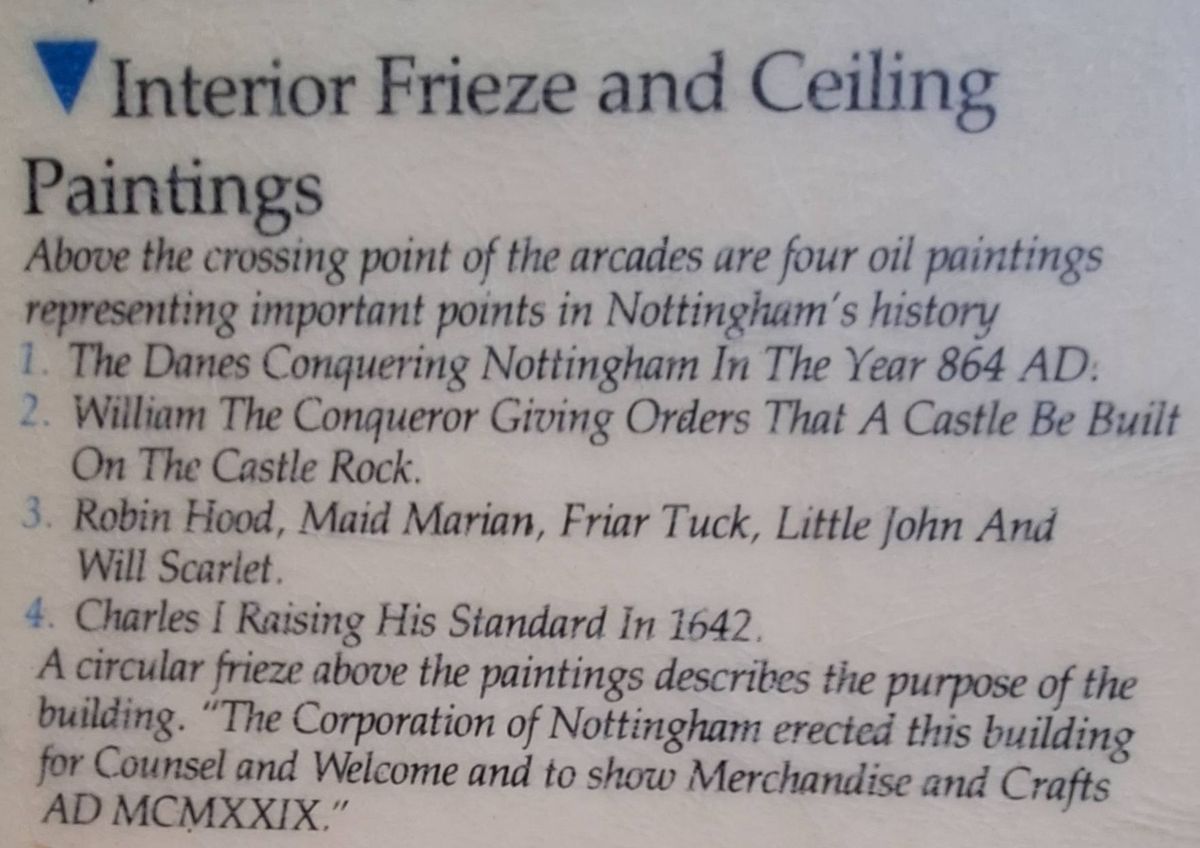 Interior Frieze and Ceiling
Paintings
Above the crossing point of the arcades are four oil paintings
representing important points in Nottingham's history
1. The Danes Conquering Nottingham In The Year 864 AD.
2. William The Conqueror Giving Orders That A Castle Be Built
On The Castle Rock.
3. Robin Hood, Maid Marian, Friar Tuck, Little John And
Will Scarlet.
4. Charles I Raising His Standard In 1642.
A circular frieze above the paintings describes the purpose of the
building. "The Corporation of Nottingham erected this building
for Counsel and Welcome and to show Merchandise and Crafts
AD MCMXXIX."